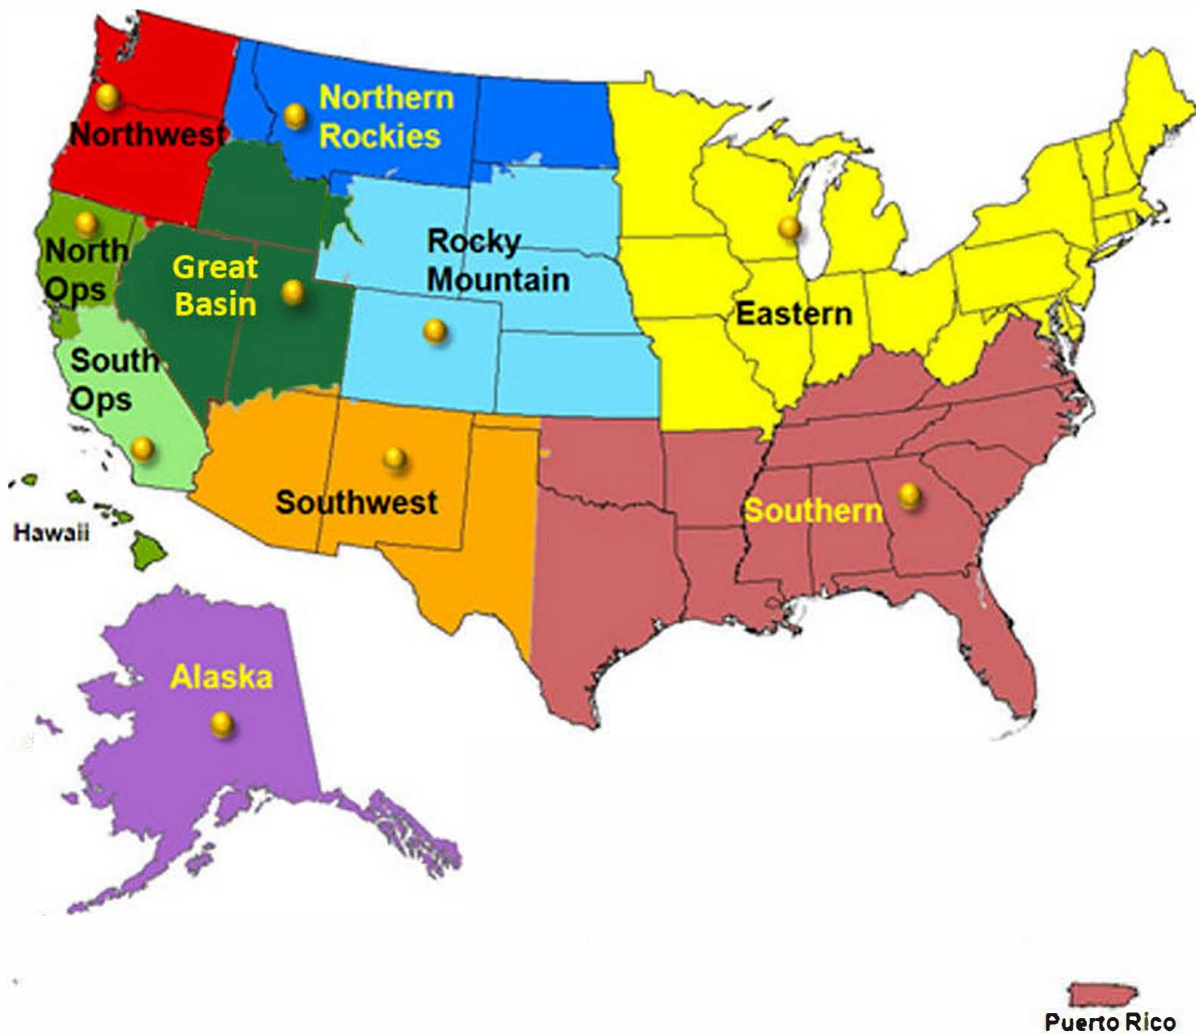 Northern
Rockies
Northwest
North
Ops
Great
Basin
Rocky
Mountain
Eastern
South
Ops
Southwest
Southern
Hawaii
Alaska
Puerto Rico